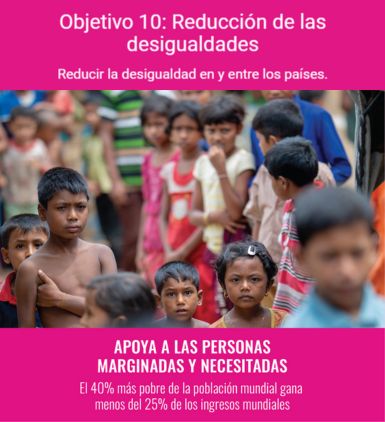 Objetivo 10: Reducción de las
desigualdades
Reducir la desigualdad en y entre los países.
APOYA A LAS PERSONAS
MARGINADAS Y NECESITADAS
El 40% más pobre de la población mundial gana
menos del 25% de los ingresos mundiales